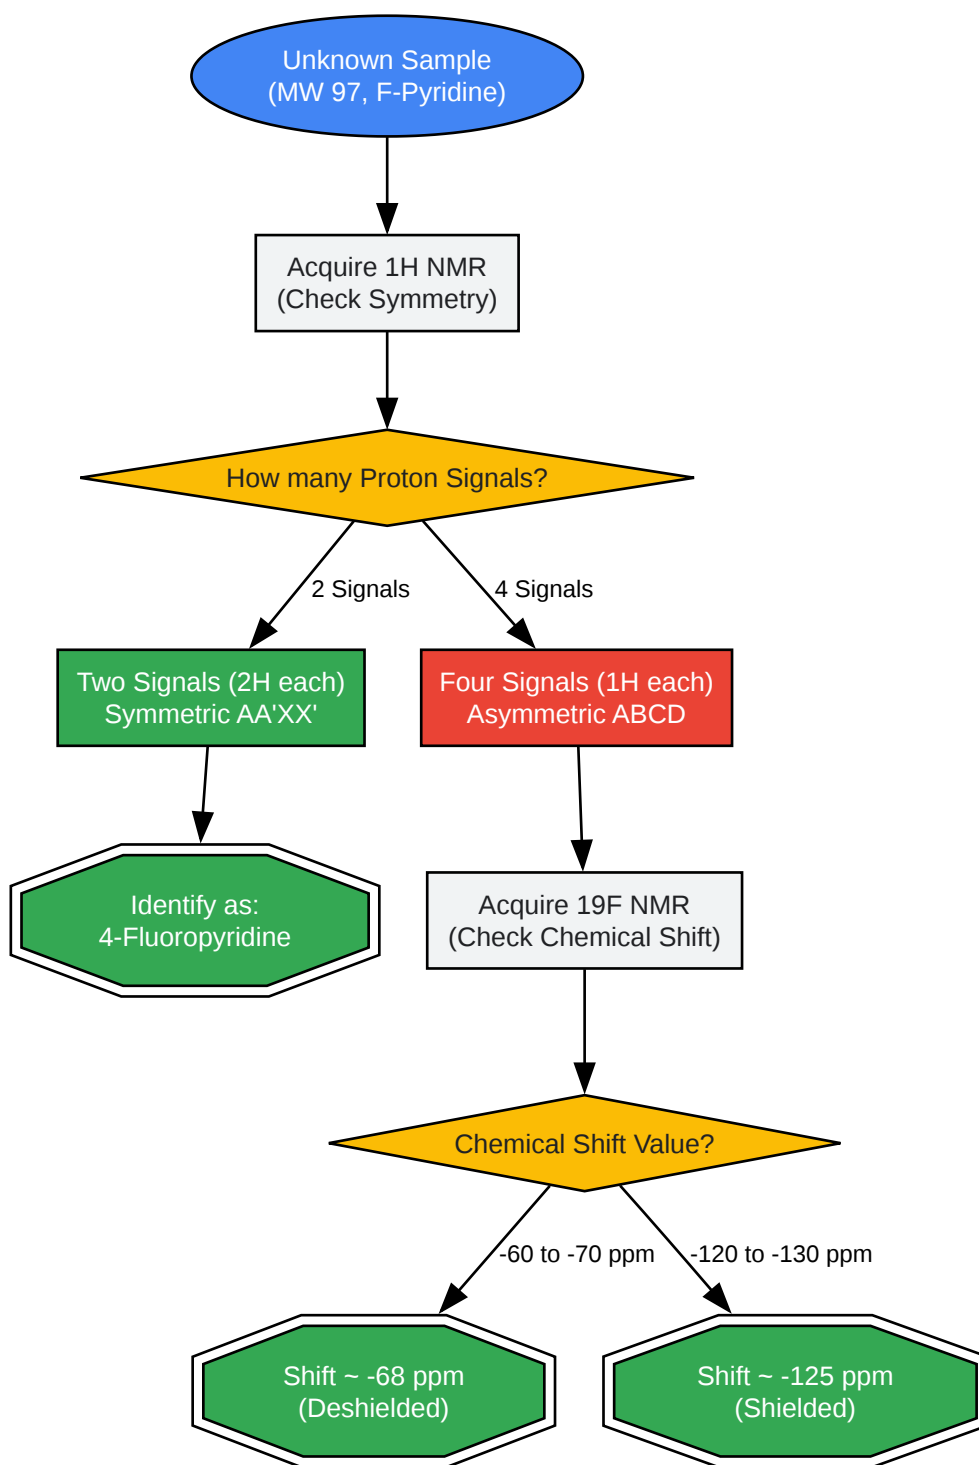 Unknown Sample
(MW 97, F-Pyridine)
Acquire 1H NMR
(Check Symmetry)
How many Proton Signals?
2 Signals
4 Signals
Two Signals (2H each)
Symmetric AA'XX'
Four Signals (1H each)
Asymmetric ABCD
Identify as:
4-Fluoropyridine
Acquire 19F NMR
(Check Chemical Shift)
Chemical Shift Value?
-60 to -70 ppm
-120 to -130 ppm
Shift ~ -68 ppm
(Deshielded)
Shift ~ -125 ppm
(Shielded)